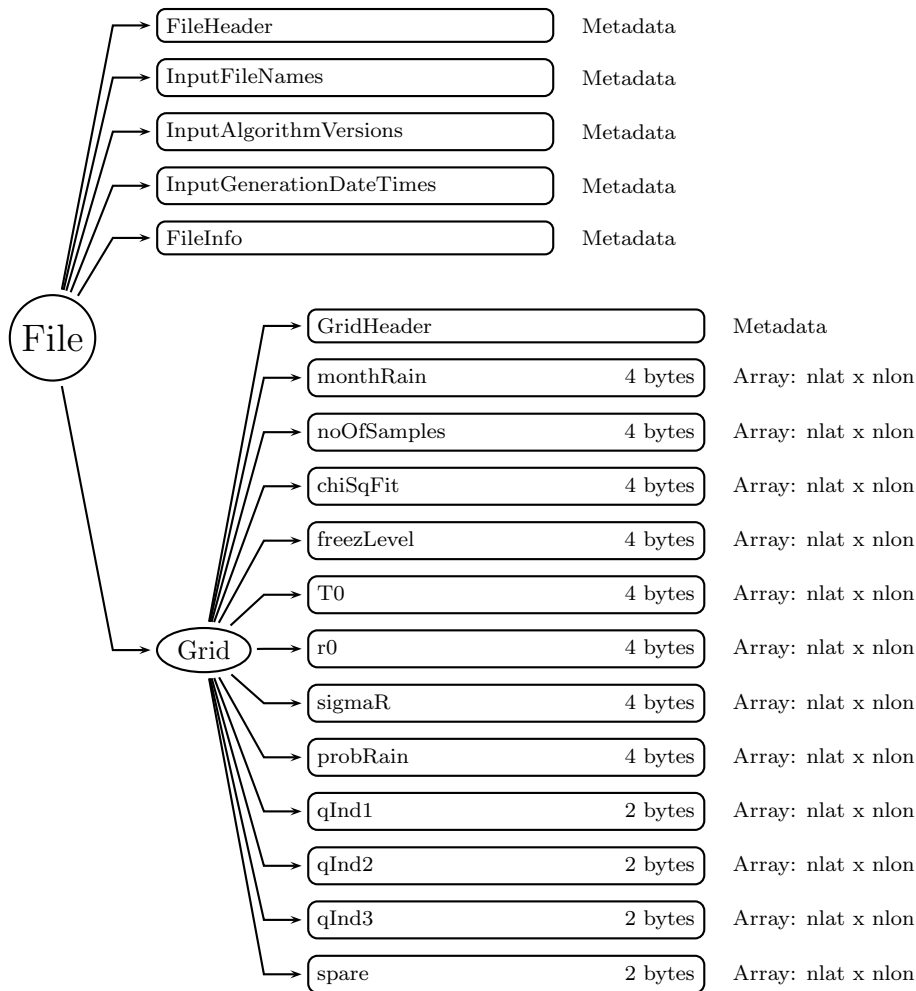 FileHeader Metadata
InputFileNames Metadata
InputAlgorithmVersions Metadata
InputGenerationDateTimes Metadata
FileInfo Metadata
File
GridHeader Metadata
monthRain 4 bytes Array: nlat x nlon
noOfSamples 4 bytes Array: nlat x nlon
chiSqFit 4 bytes Array: nlat x nlon
freezLevel 4 bytes Array: nlat x nlon
T0 4 bytes Array: nlat x nlon
Grid
r0 4 bytes Array: nlat x nlon
sigmaR 4 bytes Array: nlat x nlon
probRain 4 bytes Array: nlat x nlon
qInd1 2 bytes Array: nlat x nlon
qInd2 2 bytes Array: nlat x nlon
qInd3 2 bytes Array: nlat x nlon
spare 2 bytes Array: nlat x nlon